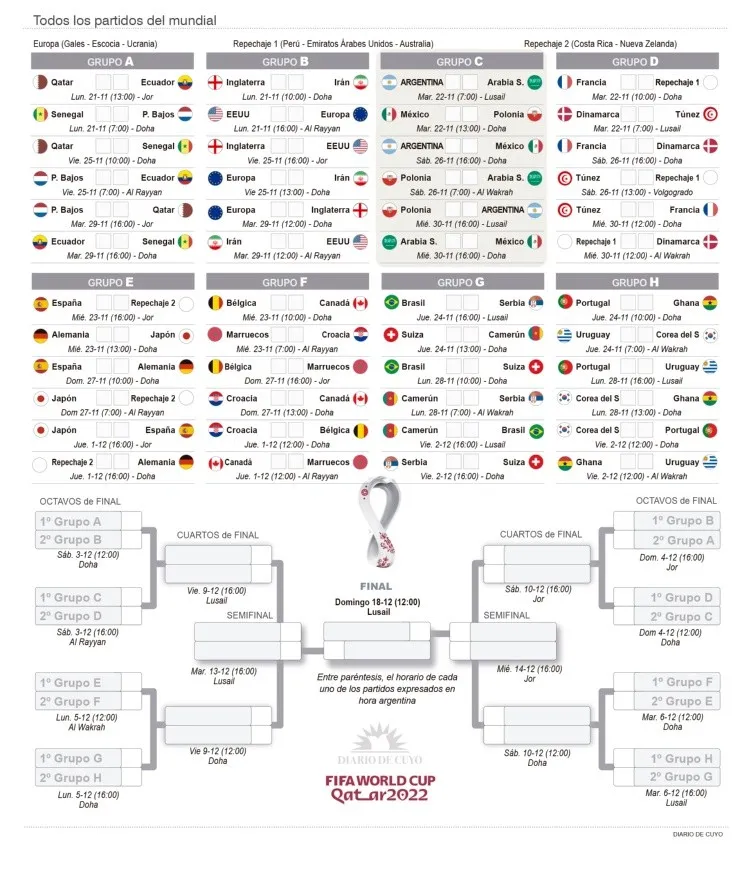 Todos los partidos del mundial
Europa (Gales - Escocia - Ucrania)
Repechaje 1 (Perú - Emiratos Árabes Unidos - Australia)
Repechaje 2 (Costa Rica - Nueva Zelanda)
GRUPO A
Qatar Ecuador
Lun. 21-11 (13:00) - Jor
Senegal P. Bajos
Lun. 21-11 (7:00) - Doha
Qatar Senegal
Vie. 25-11 (10:00) - Doha
P. Bajos Ecuador
Vie. 25-11 (7:00) - Al Rayyan
P. Bajos Qatar
Mar. 29-11 (16:00) - Jor
Ecuador Senegal
Mar. 29-11 (16:00) - Doha
GRUPO B
Inglaterra Irán
Lun. 21-11 (10:00) - Doha
EEUU Europa
Lun. 21-11 (16:00) - Al Rayyan
Inglaterra EEUU
Vie. 25-11 (16:00) - Jor
Europa Irán
Vie 25-11 (13:00) - Doha
Europa Inglaterra
Mar. 29-11 (12:00) - Doha
Irán EEUU
Mar. 29-11 (12:00) - Al Rayyan
GRUPO C
ARGENTINA Arabia S.
Mar. 22-11 (7:00) - Lusail
México Polonia
Mar. 22-11 (13:00) - Doha
ARGENTINA México
Sáb. 26-11 (16:00) - Doha
Polonia Arabia S.
Sáb. 26-11 (7:00) - Al Wakrah
Polonia ARGENTINA
Mié. 30-11 (16:00) - Lusail
Arabia S. México
Mié. 30-11 (16:00) - Doha
GRUPO D
Francia Repechaje 1
Mar. 22-11 (16:00) - Doha
Dinamarca Túnez
Mar. 22-11 (7:00) - Lusail
Francia Dinamarca
Sáb. 26-11 (16:00) - Doha
Túnez Repechaje 1
Sáb. 26-11 (13:00) - Volgogrado
Túnez Francia
Mié. 30-11 (12:00) - Doha
Repechaje 1 Dinamarca
Mié. 30-11 (12:00) - Al Wakrah
GRUPO E
España Repechaje 2
Mié. 23-11 (16:00) - Jor
Alemania Japón
Mié. 23-11 (13:00) - Doha
España Alemania
Dom. 27-11 (10:00) - Doha
Japón Repechaje 2
Dom 27-11 (7:00) - Al Rayyan
Japón España
Jue. 1-12 (16:00) - Jor
Repechaje 2 Alemania
Jue. 1-12 (16:00) - Doha
GRUPO F
Bélgica Canadá
Mié. 23-11 (10:00) - Doha
Marruecos Croacia
Mié. 23-11 (7:00) - Al Rayyan
Bélgica Marruecos
Dom. 27-11 (16:00) - Jor
Croacia Canadá
Dom. 27-11 (13:00) - Doha
Croacia Bélgica
Jue. 1-12 (12:00) - Doha
Canadá Marruecos
Jue. 1-12 (12:00) - Al Rayyan
GRUPO G
Brasil Serbia
Jue. 24-11 (16:00) - Lusail
Suiza Camerún
Jue. 24-11 (13:00) - Doha
Brasil Suiza
Lun. 28-11 (10:00) - Doha
Camerún Serbia
Lun. 28-11 (7:00) - Al Wakrah
Camerún Brasil
Vie. 2-12 (16:00) - Lusail
Serbia Suiza
Vie. 2-12 (16:00) - Doha
GRUPO H
Portugal Ghana
Jue. 24-11 (10:00) - Doha
Uruguay Corea del S
Jue. 24-11 (7:00) - Al Wakrah
Portugal Uruguay
Lun. 28-11 (16:00) - Lusail
Corea del S Ghana
Lun. 28-11 (13:00) - Doha
Corea del S Portugal
Vie. 2-12 (12:00) - Doha
Ghana Uruguay
Vie. 2-12 (12:00) - Al Wakrah
OCTAVOS de FINAL
1º Grupo A
2º Grupo B
Sáb. 3-12 (12:00)
Doha
1º Grupo C
2º Grupo D
Sáb. 3-12 (16:00)
Al Rayyan
1º Grupo E
2º Grupo F
Lun. 5-12 (12:00)
Al Wakrah
1º Grupo G
2º Grupo H
Lun. 5-12 (16:00)
Doha
CUARTOS de FINAL
Vie. 9-12 (16:00)
Lusail
SEMIFINAL
Mar. 13-12 (16:00)
Lusail
Vie 9-12 (12:00)
Doha
FINAL
Domingo 18-12 (12:00)
Lusail
Entre paréntesis, el horario de cada
uno de los partidos expresados en
hora argentina
DIARIO DE CUYO
FIFA WORLD CUP
Qatar2022
CUARTOS de FINAL
Sáb. 10-12 (16:00)
Jor
SEMIFINAL
Mié. 14-12 (16:00)
Jor
Sáb. 10-12 (12:00)
Doha
OCTAVOS de FINAL
1º Grupo B
2º Grupo A
Dom. 4-12 (16:00)
Jor
1º Grupo D
2º Grupo C
Dom 4-12 (12:00)
Doha
1º Grupo F
2º Grupo E
Mar. 6-12 (12:00)
Doha
1º Grupo H
2º Grupo G
Mar. 6-12 (16:00)
Lusail
DIARIO DE CUYO